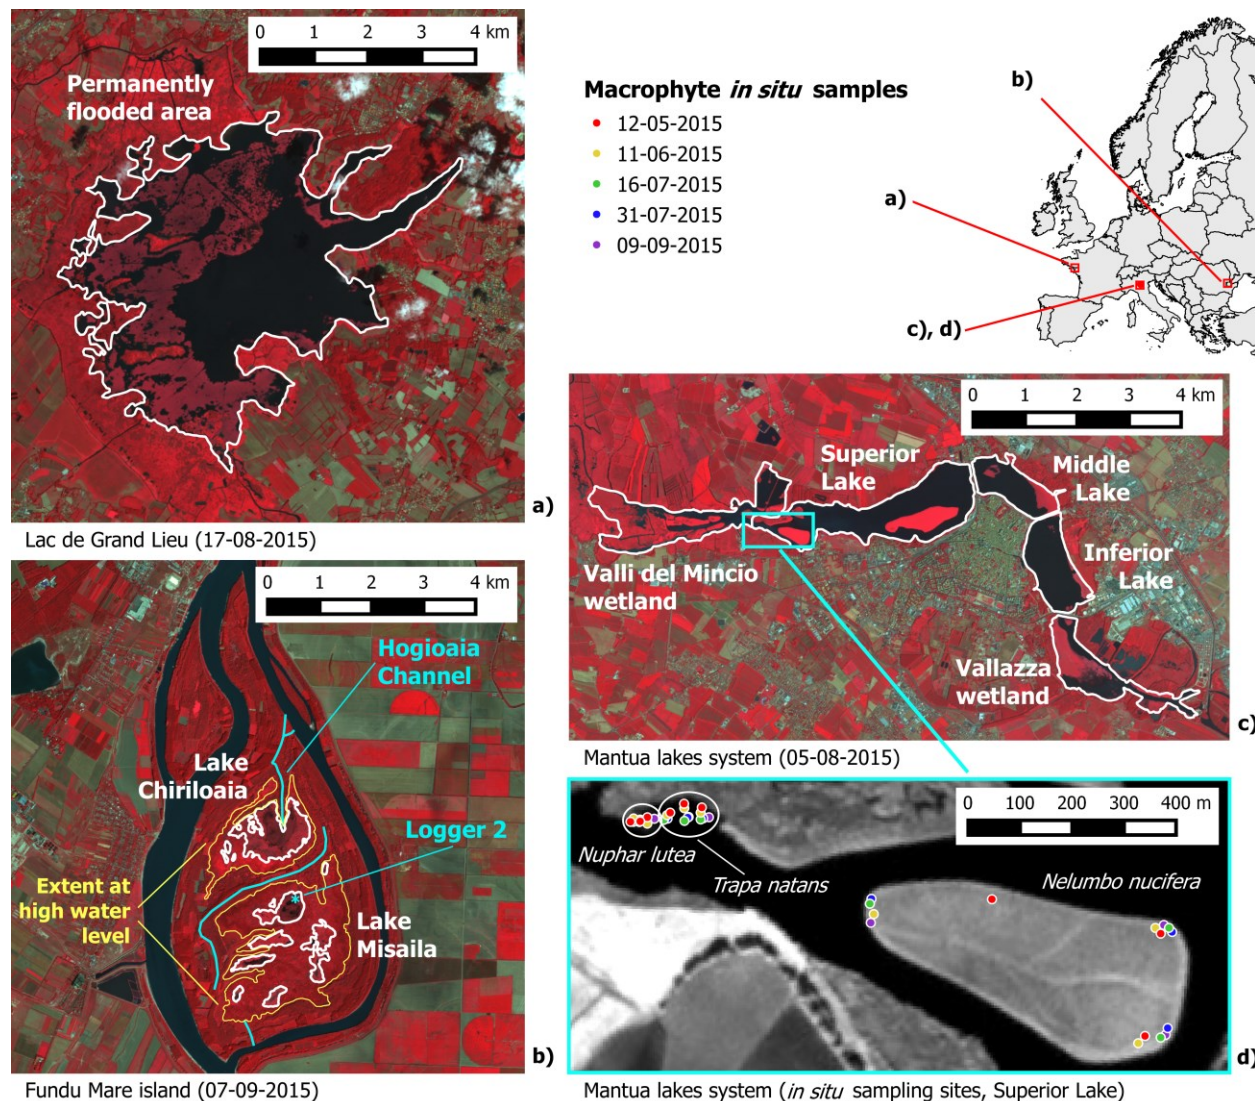 0 1 2 3 4 km
Permanently
flooded area
a)
Lac de Grand Lieu (17-08-2015)
Macrophyte in situ samples
12-05-2015
11-06-2015
16-07-2015
31-07-2015
09-09-2015
b)
a)
c), d)
0 1 2 3 4 km
Superior
Lake
Middle
Lake
Inferior
Lake
Valli del Mincio
wetland
Vallazza
wetland
c)
Mantua lakes system (05-08-2015)
0 1 2 3 4 km
Hogioaia
Channel
Lake
Chiriloaia
Logger 2
*
Extent at
high water
level
Lake
Misaila
b)
Fundu Mare island (07-09-2015)
0 100 200 300 400 m
Nuphar lutea
Trapa natans
Nelumbo nucifera
d)
Mantua lakes system (in situ sampling sites, Superior Lake)